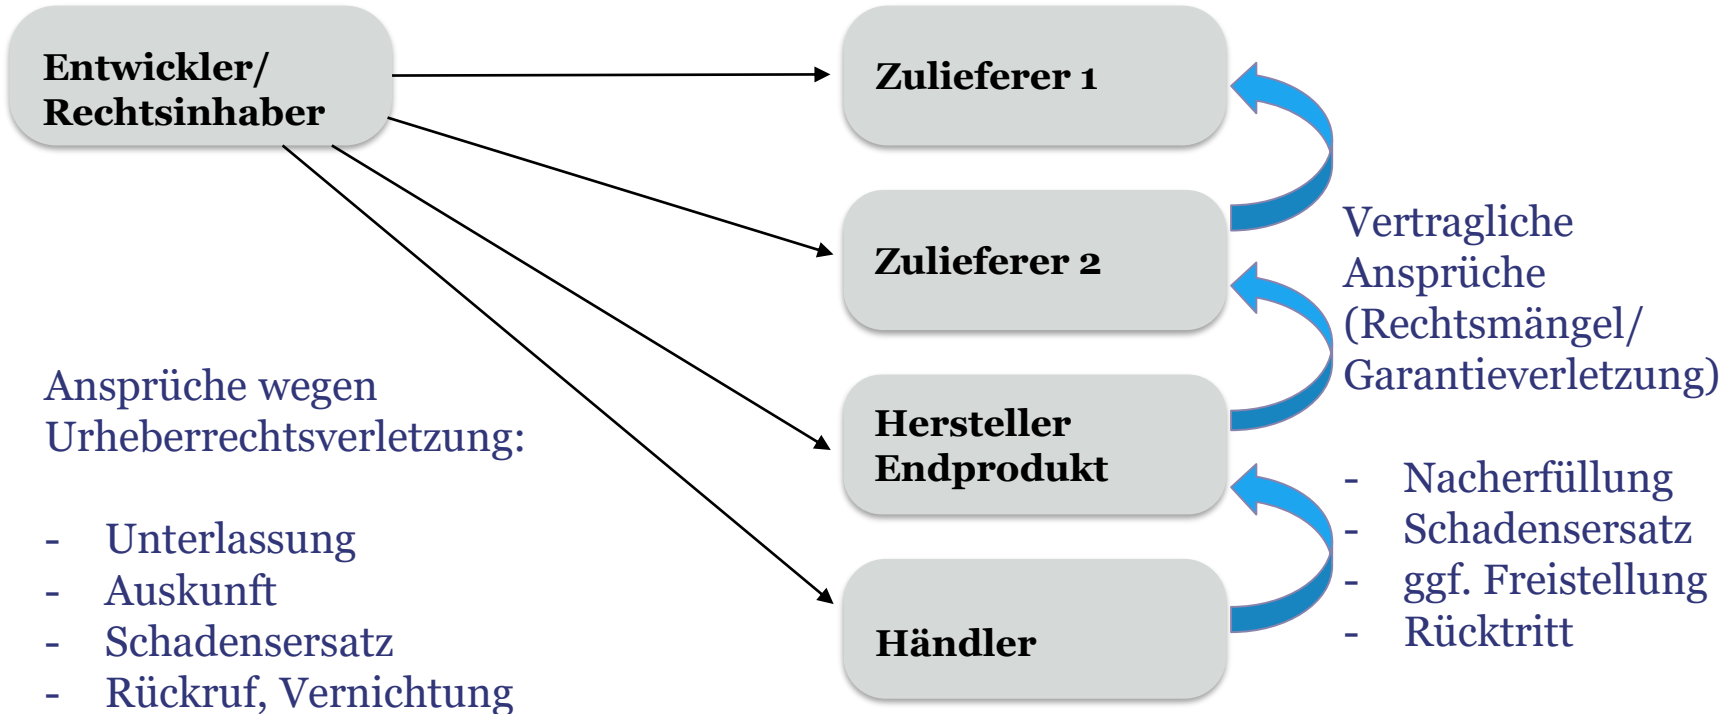 Entwickler/
Rechtsinhaber
Zulieferer 1
Zulieferer 2
Hersteller
Endprodukt
Händler
Ansprüche wegen
Urheberrechtsverletzung:
- Unterlassung
- Auskunft
- Schadensersatz
- Rückruf, Vernichtung
Vertragliche
Ansprüche
(Rechtsmängel/
Garantieverletzung)
- Nacherfüllung
- Schadensersatz
- ggf. Freistellung
- Rücktritt